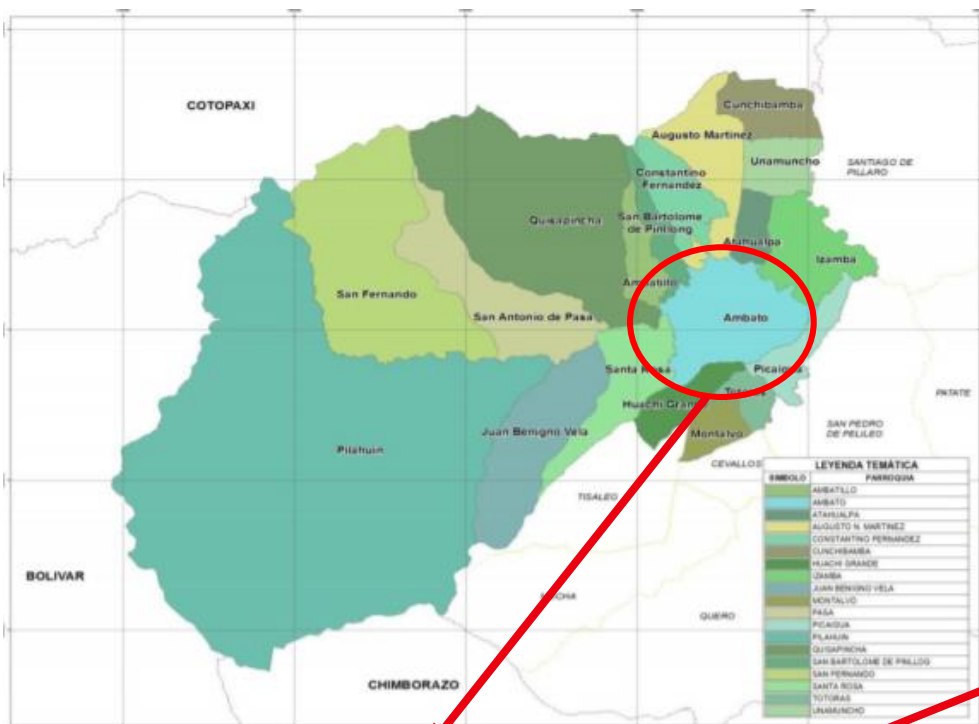 COTOPAXI
Cunchibamba
Augusto Martinez
Unamuncho
SANTIAGO DE
PILLARO
Constantino
Fernandez
Quisapincha
San Bartolome
de Pinllong
Atahualpa
Izamba
Ambatillo
San Fernando
San Antonio de Pasa
Ambato
Santa Rosa
Picaigua
PATATE
Huachi Grande
Totoras
Juan Benigno Vela
Montalvo
SAN PEDRO
DE PELILEO
Pilahuin
CEVALLOS
TISALEO
BOLIVAR
QUERO
CHIMBORAZO
LEYENDA TEMÁTICA
SIMBOLO PARROQUIA
AMBATILLO
AMBATO
ATAHUALPA
AUGUSTO N. MARTINEZ
CONSTANTINO FERNANDEZ
CUNCHIBAMBA
HUACHI GRANDE
IZAMBA
JUAN BENIGNO VELA
MONTALVO
PASA
PICAIGUA
PILAHUIN
QUISAPINCHA
SAN BARTOLOME DE PINLLOG
SAN FERNANDO
SANTA ROSA
TOTORAS
UNAMUNCHO